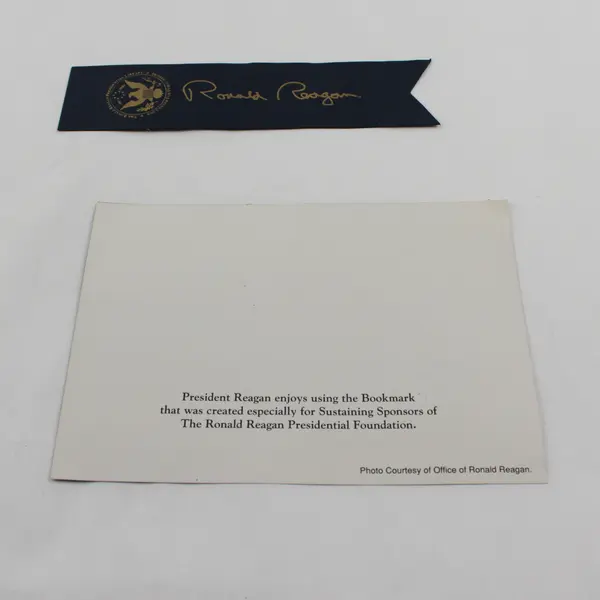 Ronald Reagan
President Reagan enjoys using the Bookmark
that was created especially for Sustaining Sponsors of
The Ronald Reagan Presidential Foundation.
Photo Courtesy of Office of Ronald Reagan.